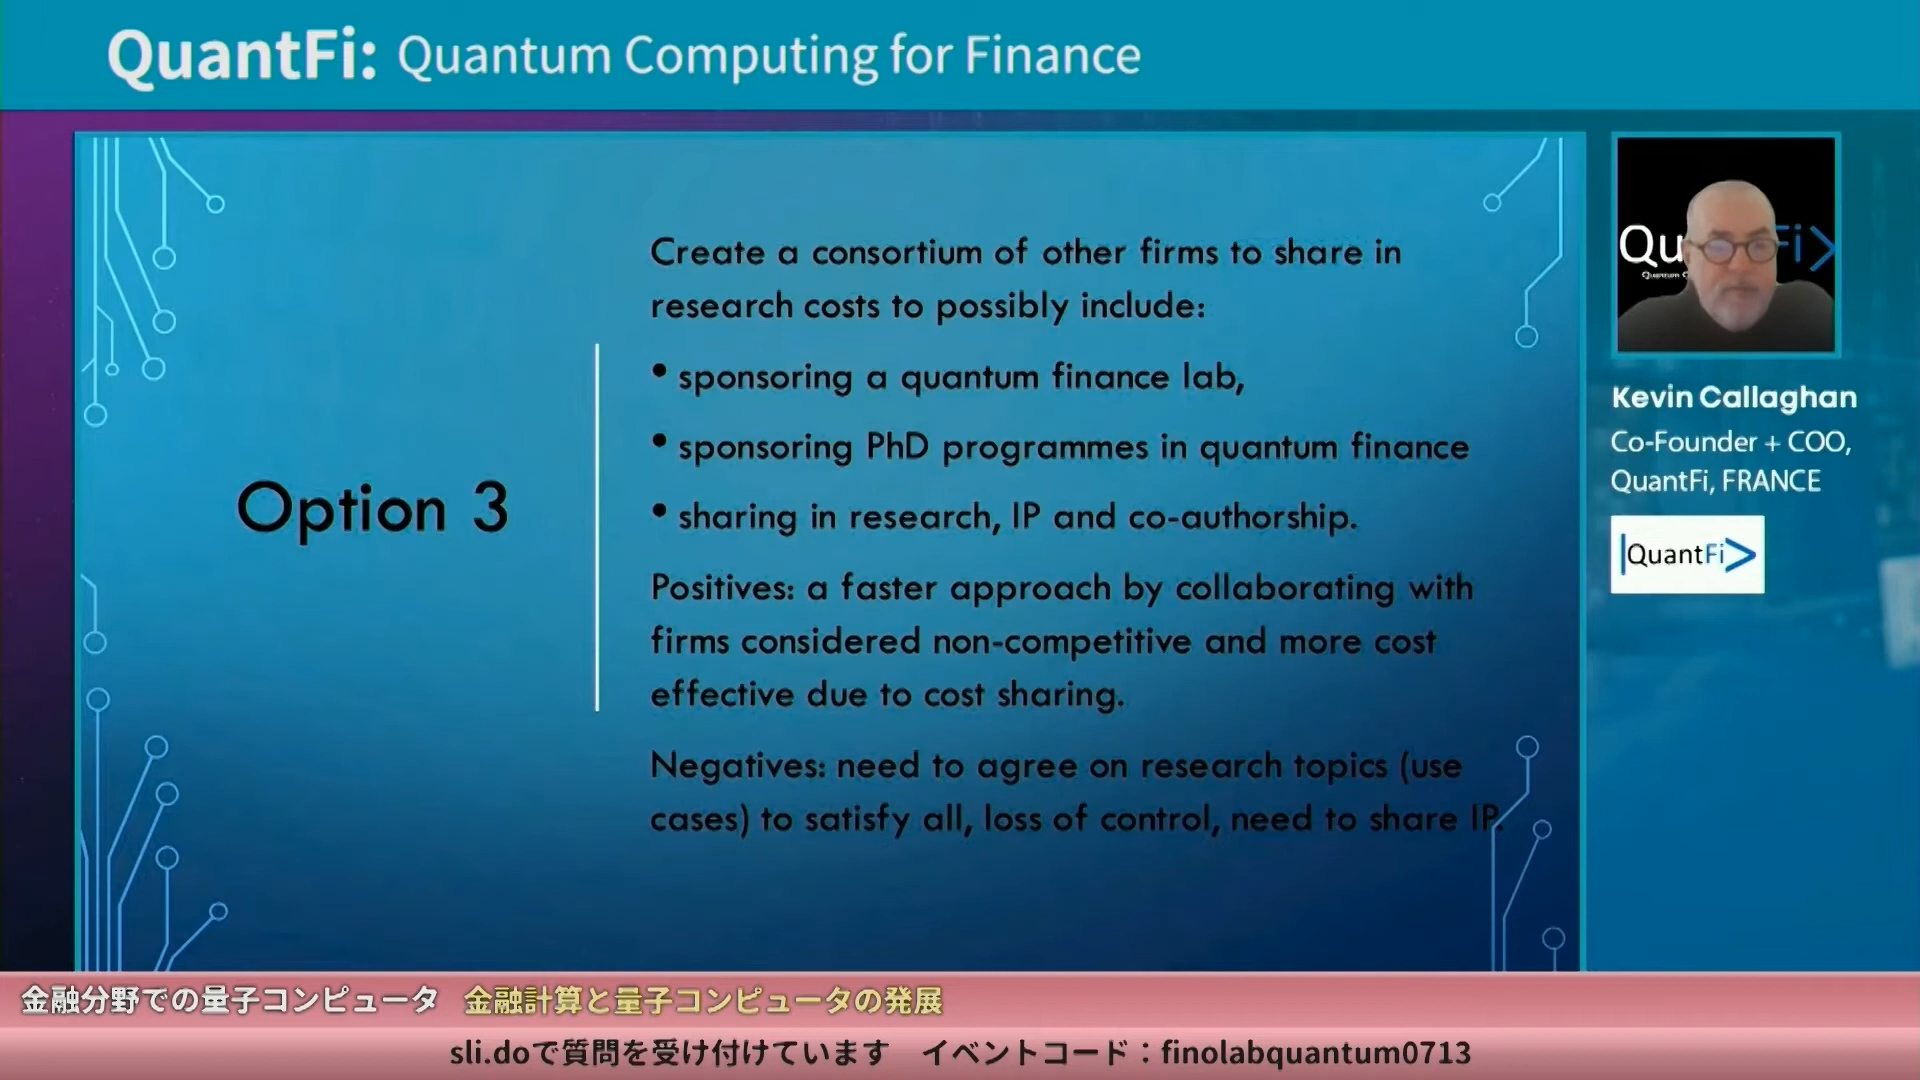 QuantFi: Quantum Computing for Finance
Option 3
Create a consortium of other firms to share in
research costs to possibly include:
• sponsoring a quantum finance lab,
• sponsoring PhD programmes in quantum finance
• sharing in research, IP and co-authorship.
Positives: a faster approach by collaborating with
firms considered non-competitive and more cost
effective due to cost sharing.
Negatives: need to agree on research topics (use
cases) to satisfy all, loss of control, need to share IP.
Qu Fi
Kevin Callaghan
Co-Founder + COO,
QuantFi, FRANCE
QuantFi
金融分野での量子コンピュータ 金融計算と量子コンピュータの発展
sli.doで質問を受け付けています イベントコード：finolabquantum0713